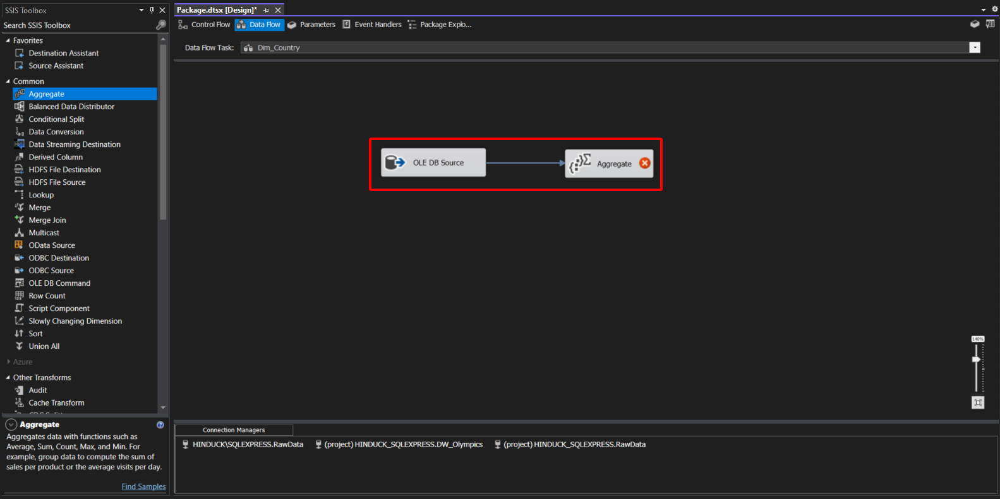 SSIS Toolbox
Search SSIS Toolbox
Favorites
Destination Assistant
Source Assistant
Common
Aggregate
Balanced Data Distributor
Conditional Split
Data Conversion
Data Streaming Destination
Derived Column
HDFS File Destination
HDFS File Source
Lookup
Merge
Merge Join
Multicast
OData Source
ODBC Destination
ODBC Source
OLE DB Command
Row Count
Script Component
Slowly Changing Dimension
Sort
Union All
Azure
Other Transforms
Audit
Cache Transform
Aggregate
Aggregates data with functions such as
Average, Sum, Count, Max, and Min. For
example, group data to compute the sum of
sales per product or the average visits per day.
Find Samples
Package.dtsx [Design]*
Control Flow Data Flow Parameters Event Handlers Package Explo...
Data Flow Task: Dim_Country
OLE DB Source
Aggregate
140%
Connection Managers
HINDUCK\SQLEXPRESS.RawData (project) HINDUCK_SQLEXPRESS.DW_Olympics (project) HINDUCK_SQLEXPRESS.RawData